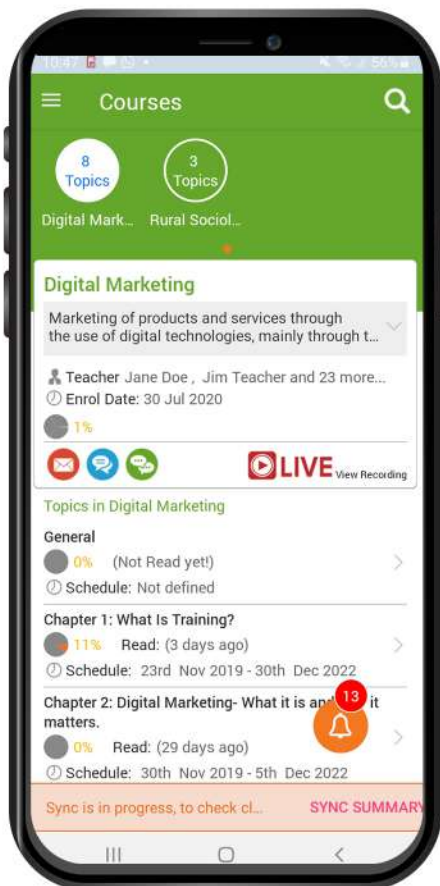 10:47
56%
Courses
8
Topics
3
Topics
Digital Mark...
Rural Sociol...
Digital Marketing
Marketing of products and services through
the use of digital technologies, mainly through t...
Teacher Jane Doe , Jim Teacher and 23 more...
Enrol Date: 30 Jul 2020
1%
LIVE View Recording
Topics in Digital Marketing
General
0% (Not Read yet!)
Schedule: Not defined
Chapter 1: What Is Training?
11% Read: (3 days ago)
Schedule: 23rd Nov 2019 - 30th Dec 2022
13
Chapter 2: Digital Marketing- What it is and it
matters.
0% Read: (29 days ago)
Schedule: 30th Nov 2019 - 5th Dec 2022
Sync is in progress, to check cl... SYNC SUMMARY